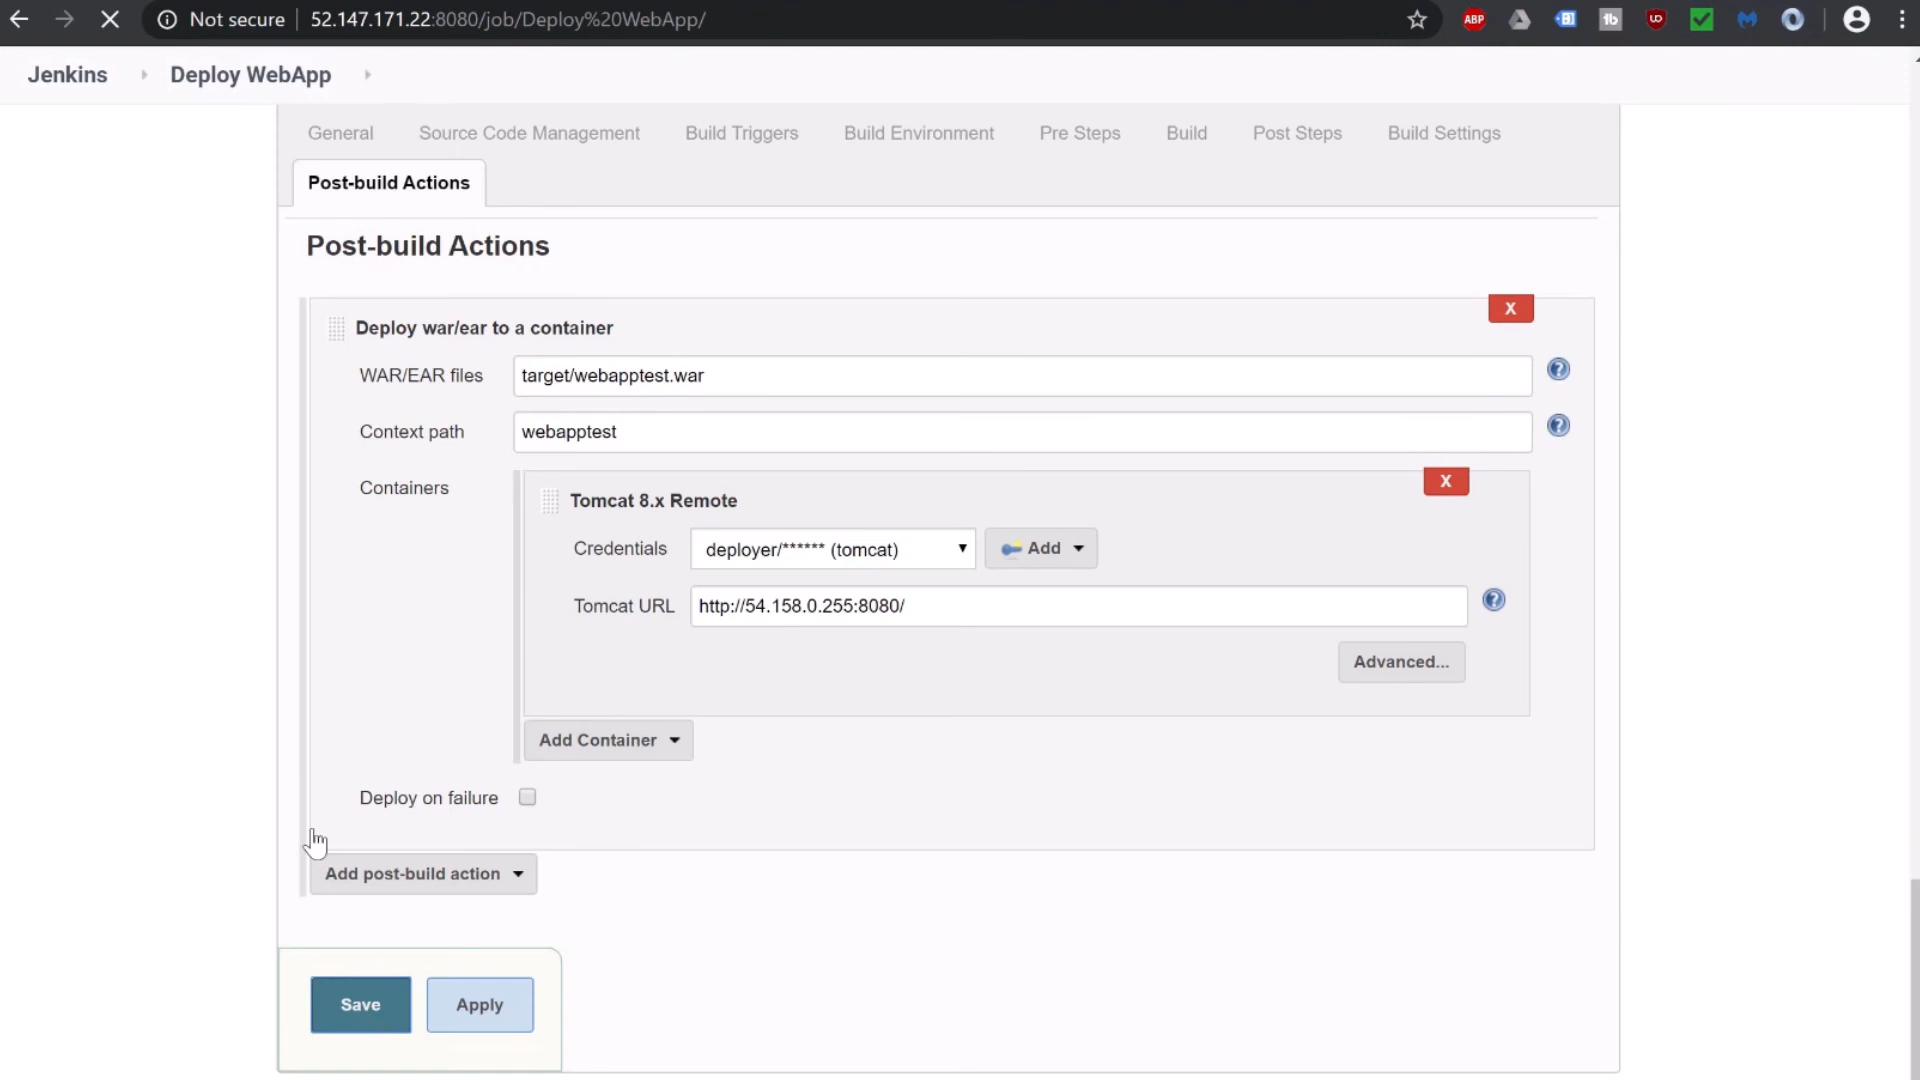 Not secure 52.147.171.22:8080/job/Deploy%20WebApp/
ABP
Jenkins Deploy WebApp
General Source Code Management Build Triggers Build Environment Pre Steps Build Post Steps Build Settings
Post-build Actions
Post-build Actions
X
Deploy war/ear to a container
WAR/EAR files target/webapptest.war ?
Context path webapptest ?
Containers
X
Tomcat 8.x Remote
Credentials deployer/****** (tomcat) Add
Tomcat URL http://54.158.0.255:8080/ ?
Advanced...
Add Container
Deploy on failure
Add post-build action
Save Apply